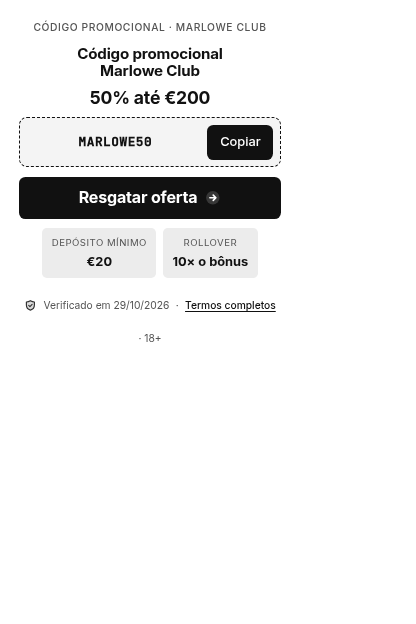 CÓDIGO PROMOCIONAL · MARLOWE CLUB
Código promocional
Marlowe Club
50% até €200
MARLOWE50
Copiar
Resgatar oferta
DEPÓSITO MÍNIMO
€20
ROLLOVER
10× o bônus
Verificado em 29/10/2026 · Termos completos
· 18+